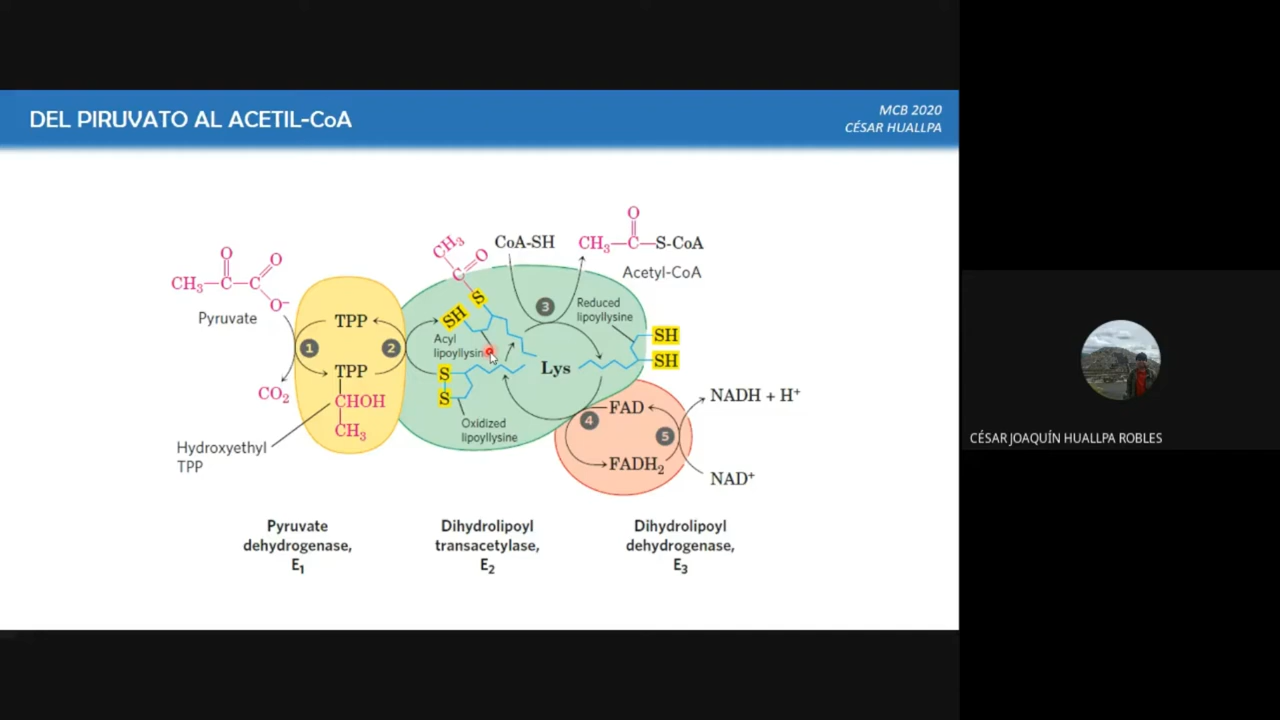 DEL PIRUVATO AL ACETIL-CoA
MCB 2020
CÉSAR HUALLPA
CH₃—C—C
O
O
O⁻
Pyruvate
CO₂
Hydroxyethyl
TPP
TPP
TPP
CHOH
CH₃
1
2
CH₃
C
O
S
SH
Acyl
lipoyllysin
S
S
Oxidized
lipoyllysine
CoA-SH
3
O
CH₃—C—S-CoA
Acetyl-CoA
Reduced
lipoyllysine
SH
SH
Lys
4
FAD
FADH₂
5
NADH + H⁺
NAD⁺
Pyruvate
dehydrogenase,
E₁
Dihydrolipoyl
transacetylase,
E₂
Dihydrolipoyl
dehydrogenase,
E₃
CÉSAR JOAQUÍN HUALLPA ROBLES